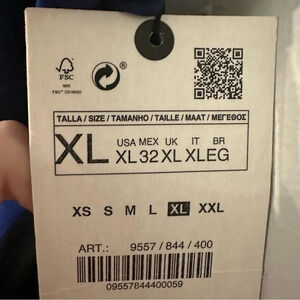 FSC
MIX
TALLA / SIZE / TAMANHO / TAILLE / MAAT / ΜΕΓΕΘΟΣ
XL
USA MEX UK IT BR
XL 32 XL XL EG
XS S M L XL XXL
ART.: 9557 / 844 / 400
09557844400059